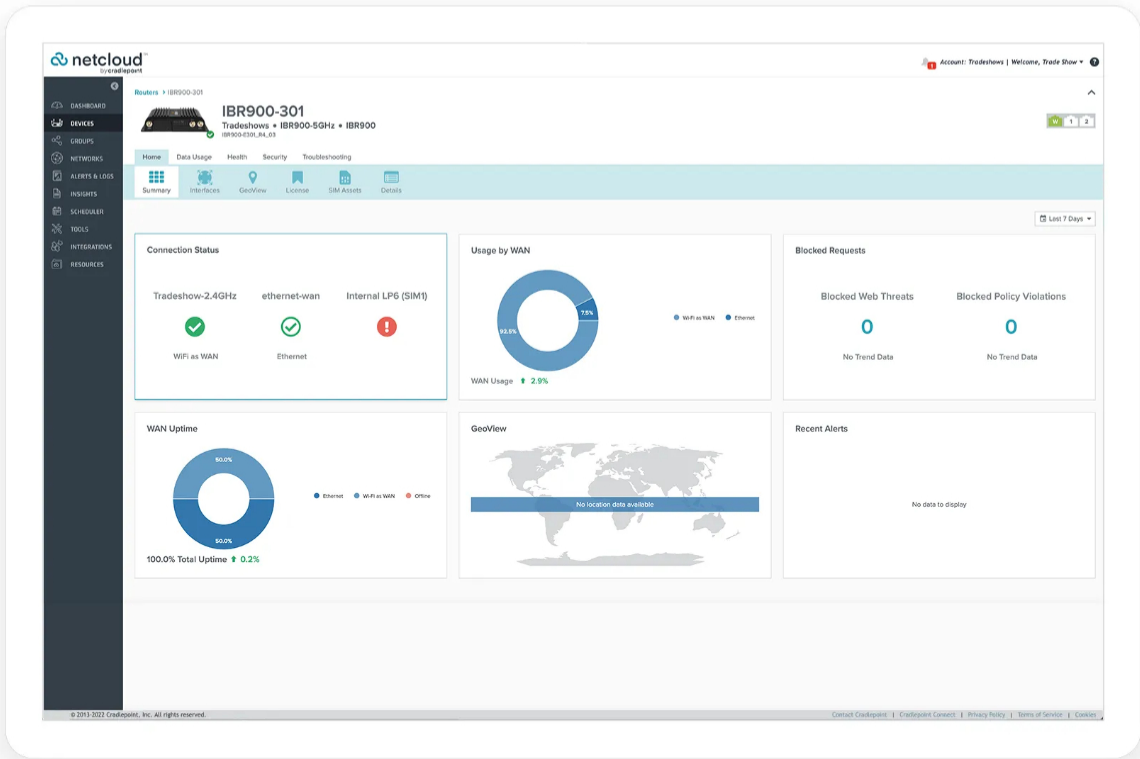 netcloud™
by cradlepoint
1
Account: Tradeshows | Welcome, Trade Show
?
DASHBOARD
DEVICES
GROUPS
NETWORKS
ALERTS & LOGS
INSIGHTS
SCHEDULER
TOOLS
INTEGRATIONS
RESOURCES
Routers > IBR900-301
IBR900-301
Tradeshows • IBR900-5GHz • IBR900
W 1 2
Home Data Usage Health Security Troubleshooting
Summary Interfaces GeoView License SIM Assets Details
Last 7 Days
Connection Status
Tradeshow-2.4GHz ethernet-wan Internal LP6 (SIM1)
WiFi as WAN Ethernet
Usage by WAN
7.5%
92.5%
Wi-Fi as WAN Ethernet
WAN Usage 2.9%
Blocked Requests
Blocked Web Threats Blocked Policy Violations
0 0
No Trend Data No Trend Data
WAN Uptime
50.0%
50.0%
Ethernet Wi-Fi as WAN Offline
100.0% Total Uptime 0.2%
GeoView
No location data available
Recent Alerts
No data to display
© 2013-2022 Cradlepoint, Inc. All rights reserved.
Contact Cradlepoint | Cradlepoint Connect | Privacy Policy | Terms of Service | Cookies